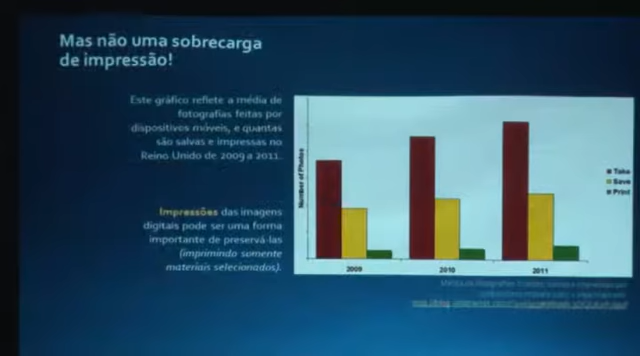 Mas não uma sobrecarga
de impressão!
Este gráfico reflete a média de
fotografias feitas por
dispositivos móveis, e quantas
são salvas e impressas no
Reino Unido de 2009 a 2011.
Number of Photos
Take
Save
Print
2009
2010
2011
Impressões das imagens
digitais pode ser uma forma
importante de preservá-las
(imprimindo somente
materiais selecionados).